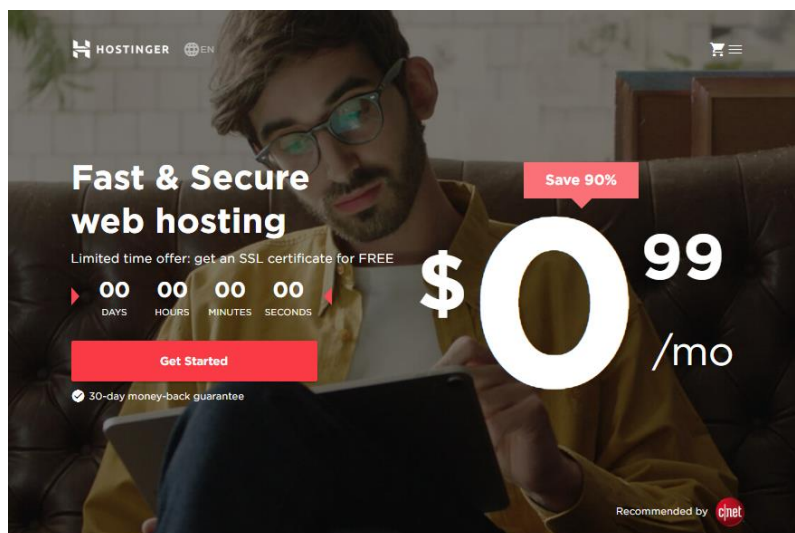 HOSTINGER EN
Fast & Secure
web hosting
Limited time offer: get an SSL certificate for FREE
00 00 00 00
DAYS HOURS MINUTES SECONDS
Get Started
30-day money-back guarantee
Save 90%
$0 99
/mo
Recommended by c|net